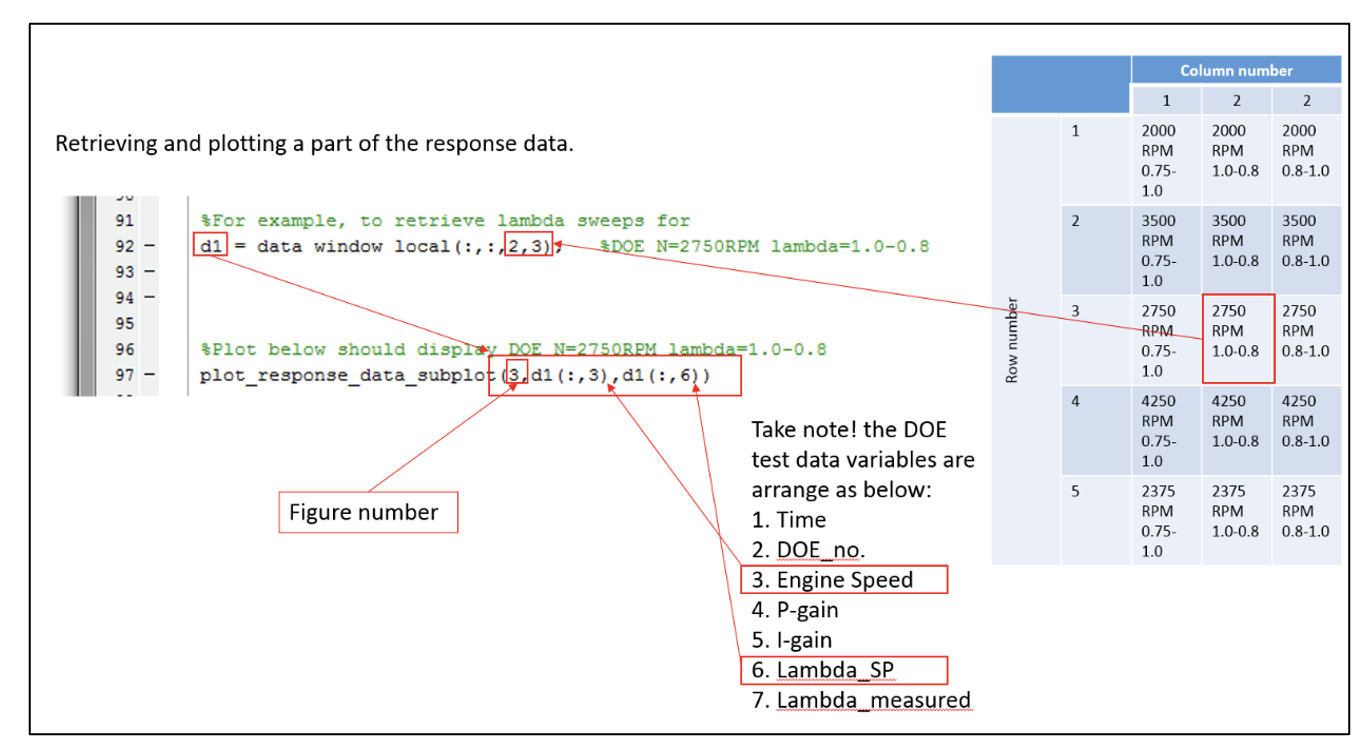 Retrieving and plotting a part of the response data.
91 %For example, to retrieve lambda sweeps for
92 – d1 = data window local(:,:,2,3); %DOE N=2750RPM lambda=1.0-0.8
93 –
94 –
95
96 %Plot below should display DOE N=2750RPM lambda=1.0-0.8
97 – plot_response_data_subplot(3,d1(:,3),d1(:,6))
Figure number
Take note! the DOE
test data variables are
arrange as below:
1. Time
2. DOE_no.
3. Engine Speed
4. P-gain
5. I-gain
6. Lambda_SP
7. Lambda_measured
Column number
1 2 2
Row number
1 2000 2000 2000
RPM RPM RPM
0.75- 1.0-0.8 0.8-1.0
1.0
2 3500 3500 3500
RPM RPM RPM
0.75- 1.0-0.8 0.8-1.0
1.0
3 2750 2750 2750
RPM RPM RPM
0.75- 1.0-0.8 0.8-1.0
1.0
4 4250 4250 4250
RPM RPM RPM
0.75- 1.0-0.8 0.8-1.0
1.0
5 2375 2375 2375
RPM RPM RPM
0.75- 1.0-0.8 0.8-1.0
1.0